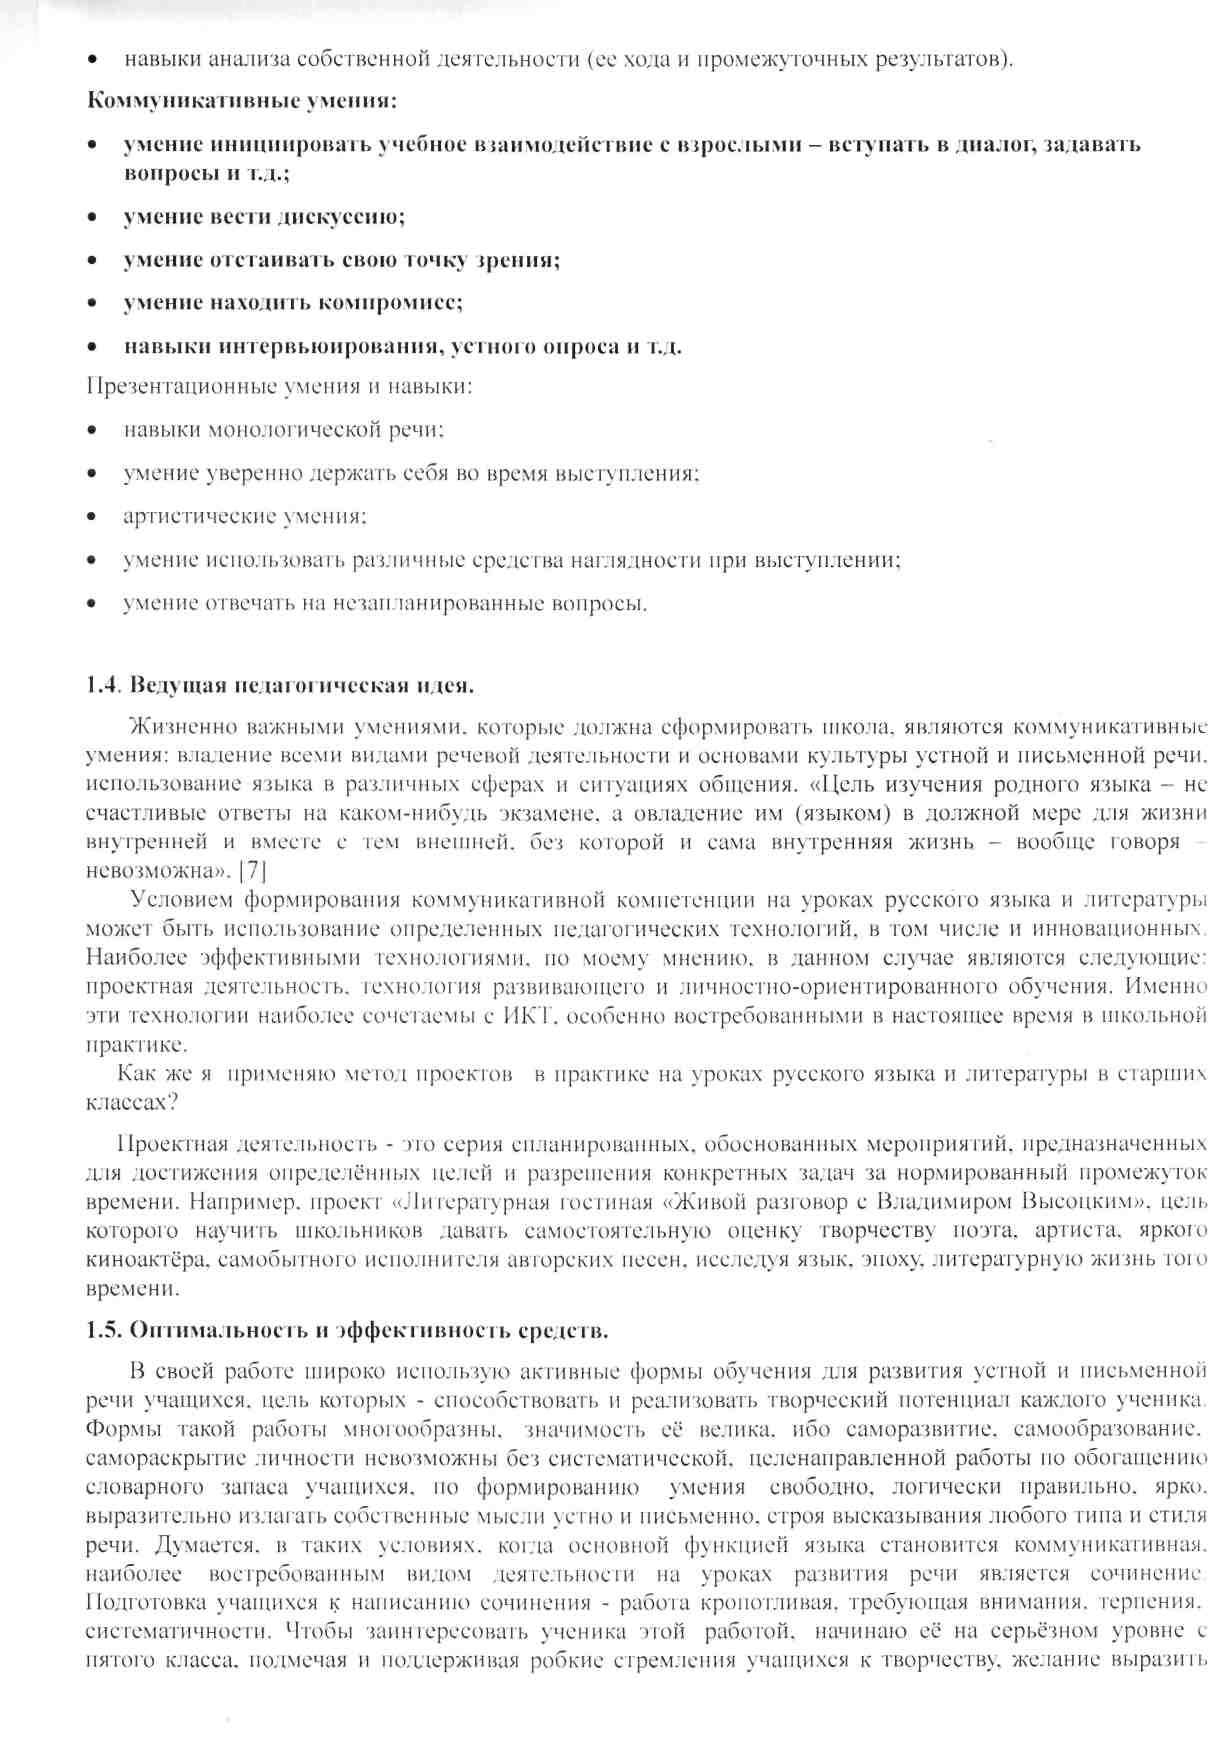 • навыки анализа собственной деятельности (ее хода и промежуточных результатов).
Коммуникативные умения:
• умение инициировать учебное взаимодействие с взрослыми – вступать в диалог, задавать
вопросы и т.д.;
• умение вести дискуссию;
• умение отстаивать свою точку зрения;
• умение находить компромисс;
• навыки интервьюирования, устного опроса и т.д.
Презентационные умения и навыки:
• навыки монологической речи;
• умение уверенно держать себя во время выступления;
• артистические умения;
• умение использовать различные средства наглядности при выступлении;
• умение отвечать на незапланированные вопросы.
1.4. Ведущая педагогическая идея.
Жизненно важными умениями, которые должна сформировать школа, являются коммуникативные
умения: владение всеми видами речевой деятельности и основами культуры устной и письменной речи,
использование языка в различных сферах и ситуациях общения. «Цель изучения родного языка – не
счастливые ответы на каком-нибудь экзамене, а овладение им (языком) в должной мере для жизни
внутренней и вместе с тем внешней, без которой и сама внутренняя жизнь – вообще говоря –
невозможна». [7]
Условием формирования коммуникативной компетенции на уроках русского языка и литературы
может быть использование определенных педагогических технологий, в том числе и инновационных.
Наиболее эффективными технологиями, по моему мнению, в данном случае являются следующие:
проектная деятельность, технология развивающего и личностно-ориентированного обучения. Именно
эти технологии наиболее сочетаемы с ИКТ, особенно востребованными в настоящее время в школьной
практике.
Как же я применяю метод проектов в практике на уроках русского языка и литературы в старших
классах?
Проектная деятельность - это серия спланированных, обоснованных мероприятий, предназначенных
для достижения определённых целей и разрешения конкретных задач за нормированный промежуток
времени. Например, проект «Литературная гостиная «Живой разговор с Владимиром Высоцким», цель
которого научить школьников давать самостоятельную оценку творчеству поэта, артиста, яркого
киноактёра, самобытного исполнителя авторских песен, исследуя язык, эпоху, литературную жизнь того
времени.
1.5. Оптимальность и эффективность средств.
В своей работе широко использую активные формы обучения для развития устной и письменной
речи учащихся, цель которых - способствовать и реализовать творческий потенциал каждого ученика.
Формы такой работы многообразны, значимость её велика, ибо саморазвитие, самообразование,
самораскрытие личности невозможны без систематической, целенаправленной работы по обогащению
словарного запаса учащихся, по формированию умения свободно, логически правильно, ярко,
выразительно излагать собственные мысли устно и письменно, строя высказывания любого типа и стиля
речи. Думается, в таких условиях, когда основной функцией языка становится коммуникативная,
наиболее востребованным видом деятельности на уроках развития речи является сочинение.
Подготовка учащихся к написанию сочинения - работа кропотливая, требующая внимания, терпения,
систематичности. Чтобы заинтересовать ученика этой работой, начинаю её на серьёзном уровне с
пятого класса, подмечая и поддерживая робкие стремления учащихся к творчеству, желание выразить